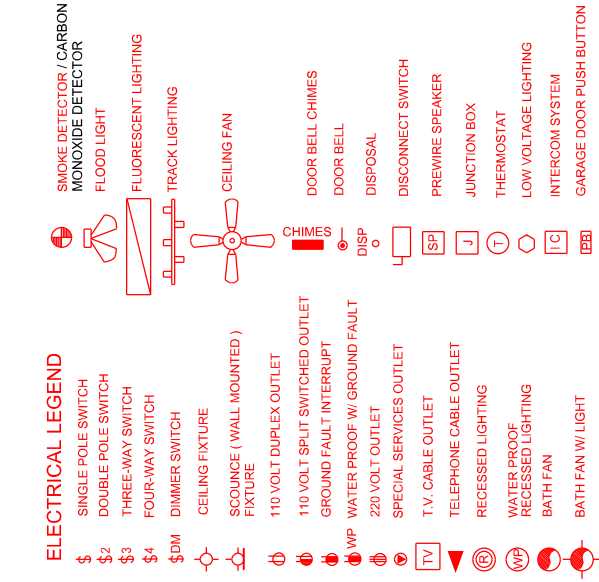 ELECTRICAL LEGEND
$ SINGLE POLE SWITCH
$2 DOUBLE POLE SWITCH
$3 THREE-WAY SWITCH
$4 FOUR-WAY SWITCH
$DM DIMMER SWITCH
CEILING FIXTURE
SCOUNCE ( WALL MOUNTED )
FIXTURE
110 VOLT DUPLEX OUTLET
110 VOLT SPLIT SWITCHED OUTLET
GROUND FAULT INTERRUPT
WP WATER PROOF W/ GROUND FAULT
220 VOLT OUTLET
SPECIAL SERVICES OUTLET
TV T.V. CABLE OUTLET
TELEPHONE CABLE OUTLET
R RECESSED LIGHTING
WP WATER PROOF
RECESSED LIGHTING
BATH FAN
BATH FAN W/ LIGHT
SMOKE DETECTOR / CARBON
MONOXIDE DETECTOR
FLOOD LIGHT
FLUORESCENT LIGHTING
TRACK LIGHTING
CEILING FAN
CHIMES DOOR BELL CHIMES
DOOR BELL
DISP DISPOSAL
DISCONNECT SWITCH
SP PREWIRE SPEAKER
J JUNCTION BOX
T THERMOSTAT
LOW VOLTAGE LIGHTING
IC INTERCOM SYSTEM
PB GARAGE DOOR PUSH BUTTON